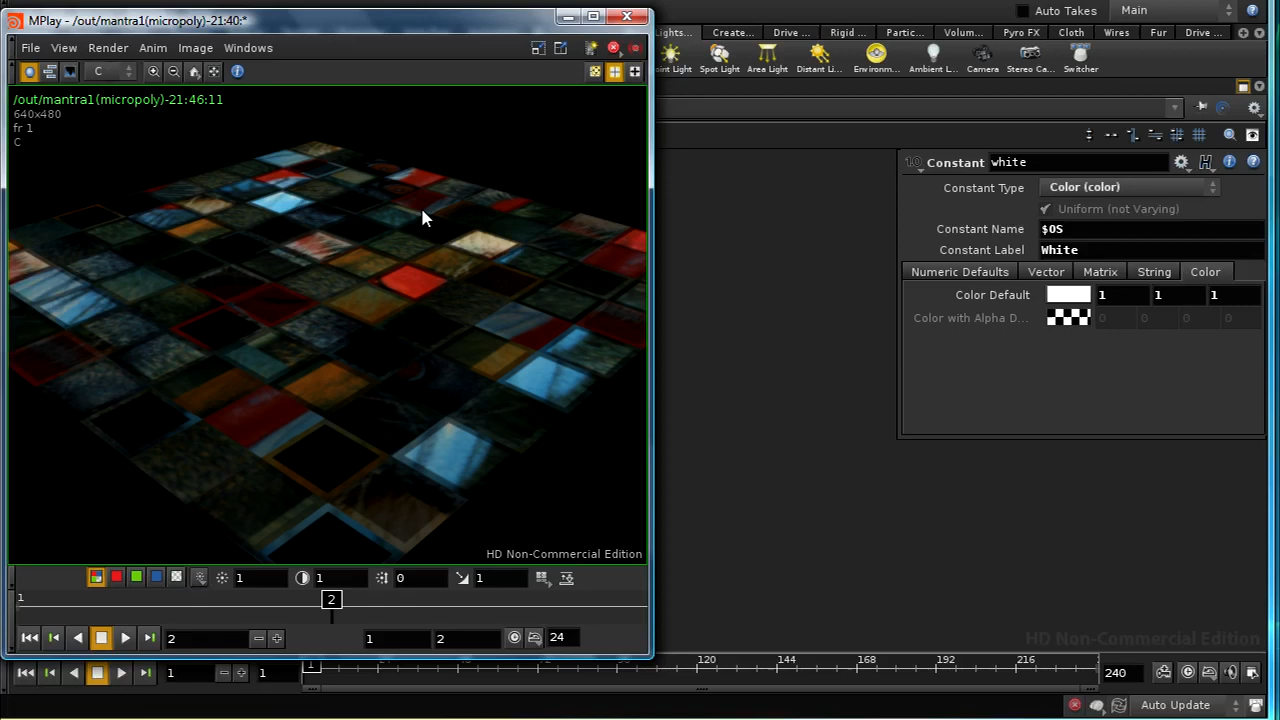 MPlay - /out/mantra1(micropoly)-21:40:*
Auto Takes Main
Lights... Create... Drive ... Rigid ... Partic... Volum... Pyro FX Cloth Wires Fur Drive ...
File View Render Anim Image Windows
oint Light Spot Light Area Light Distant Li... Environm... Ambient L... Camera Stereo Ca... Switcher
C
/out/mantra1(micropoly)-21:46:11
640x480
fr 1
C
Constant white
Constant Type Color (color)
Uniform (not Varying)
Constant Name $OS
Constant Label White
Numeric Defaults Vector Matrix String Color
Color Default 1 1 1
Color with Alpha D... 0 0 0 0
HD Non-Commercial Edition
1 1 0 1
1 2
2 1 2 24
HD Non-Commercial Edition
1 1 1 120 144 168 192 216 240
Auto Update